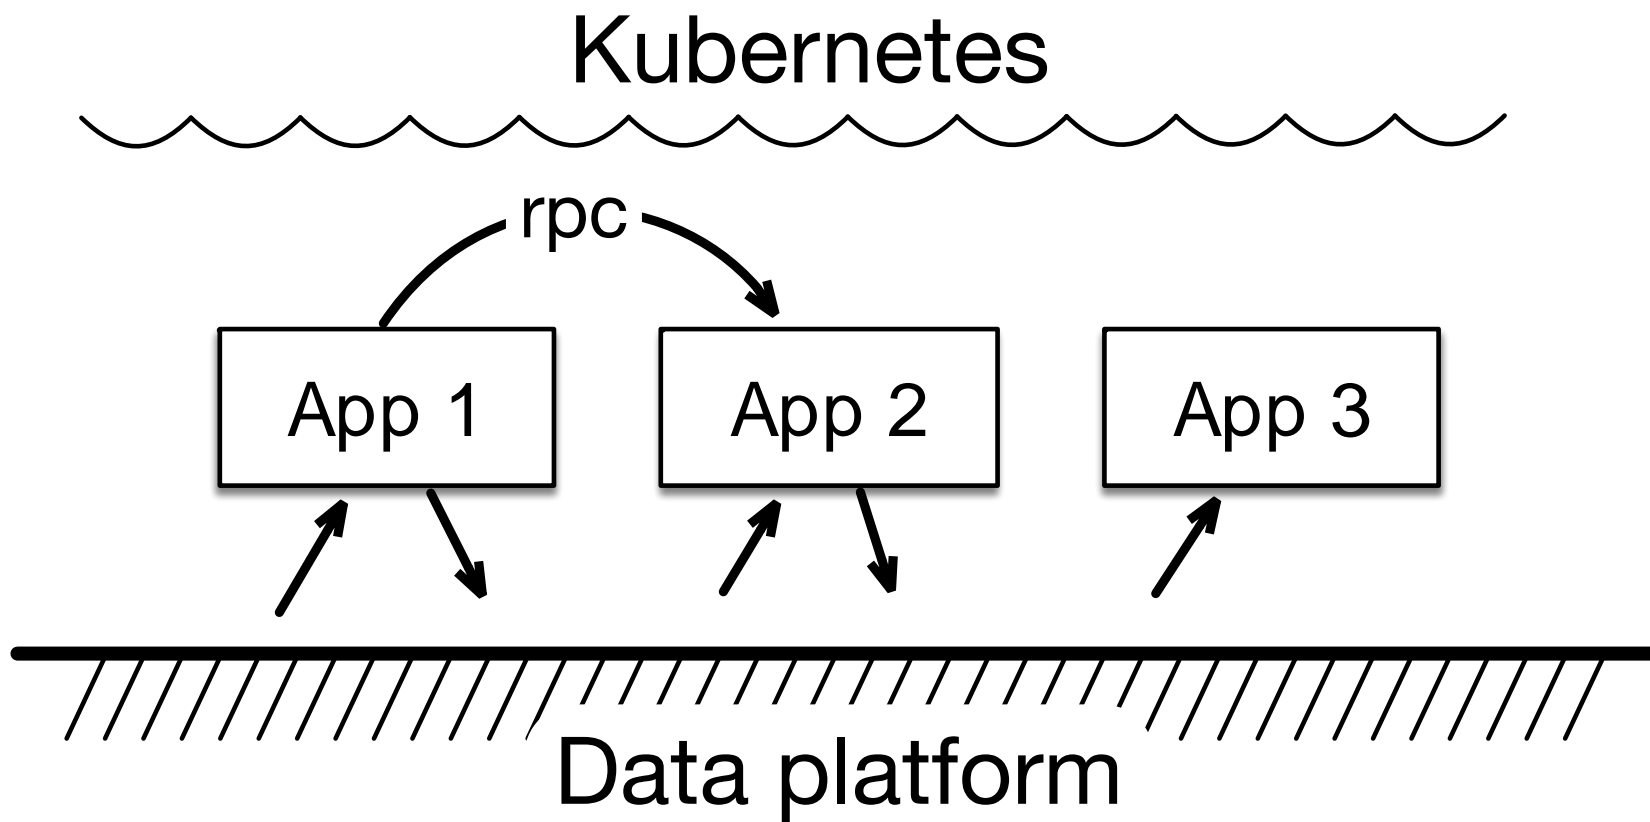 Kubernetes
rpc
App 1
App 2
App 3
Data platform